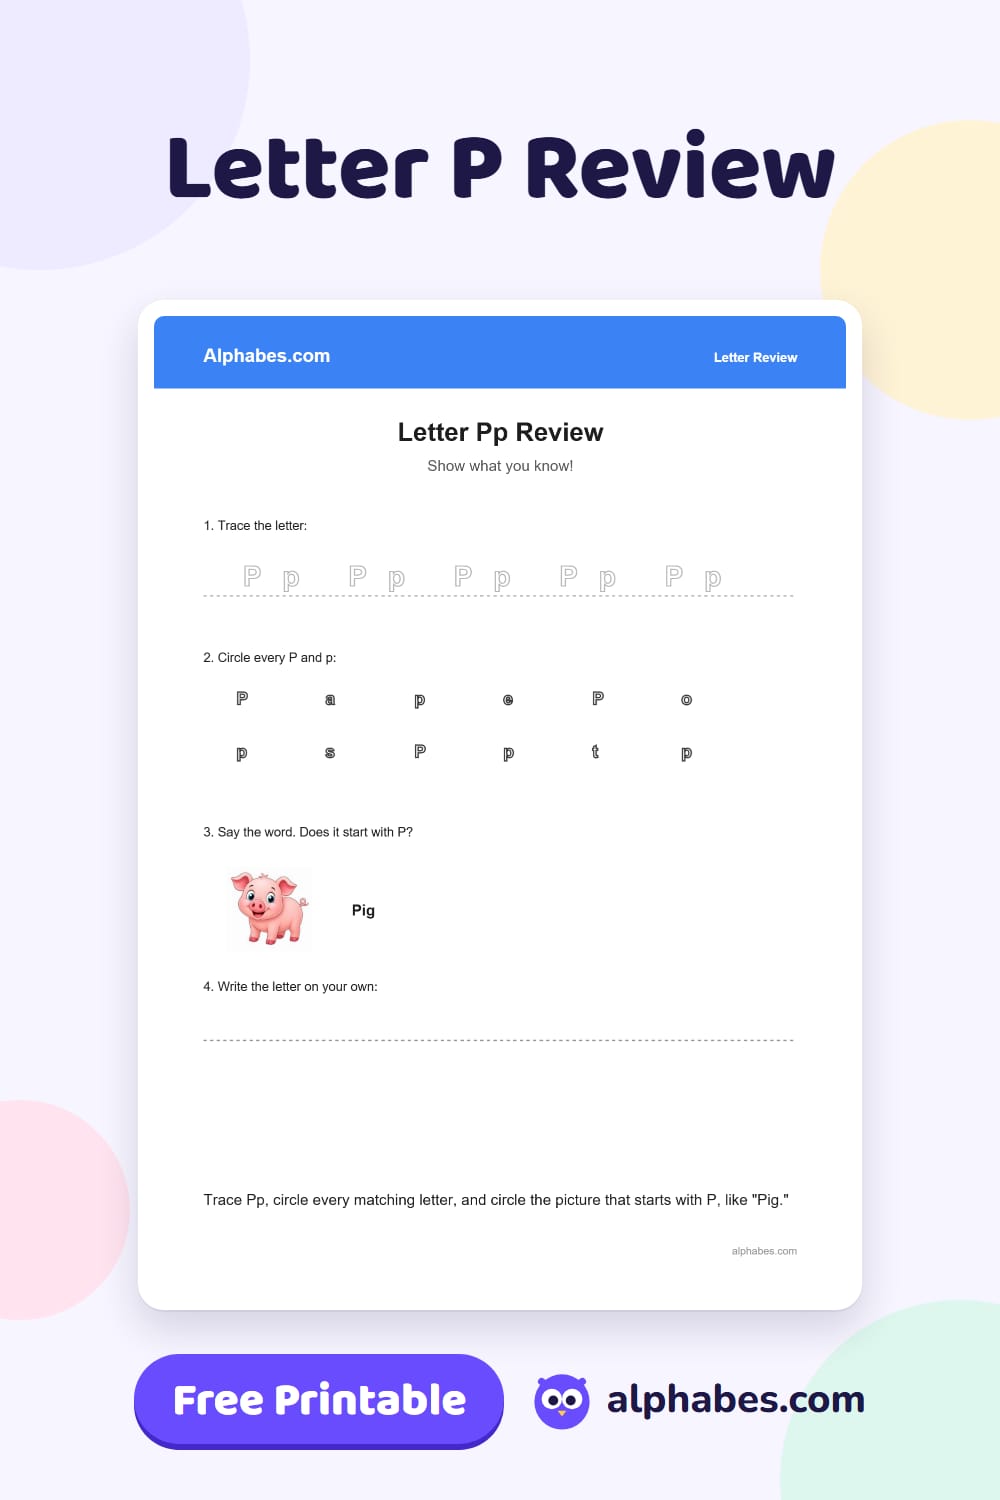 Letter P Review
Alphabes.com
Letter Review
Letter Pp Review
Show what you know!
1. Trace the letter:
P p P p P p P p P p
2. Circle every P and p:
P a p e P o
p s P p t p
3. Say the word. Does it start with P?
Pig
4. Write the letter on your own:
Trace Pp, circle every matching letter, and circle the picture that starts with P, like "Pig."
alphabes.com
Free Printable
alphabes.com